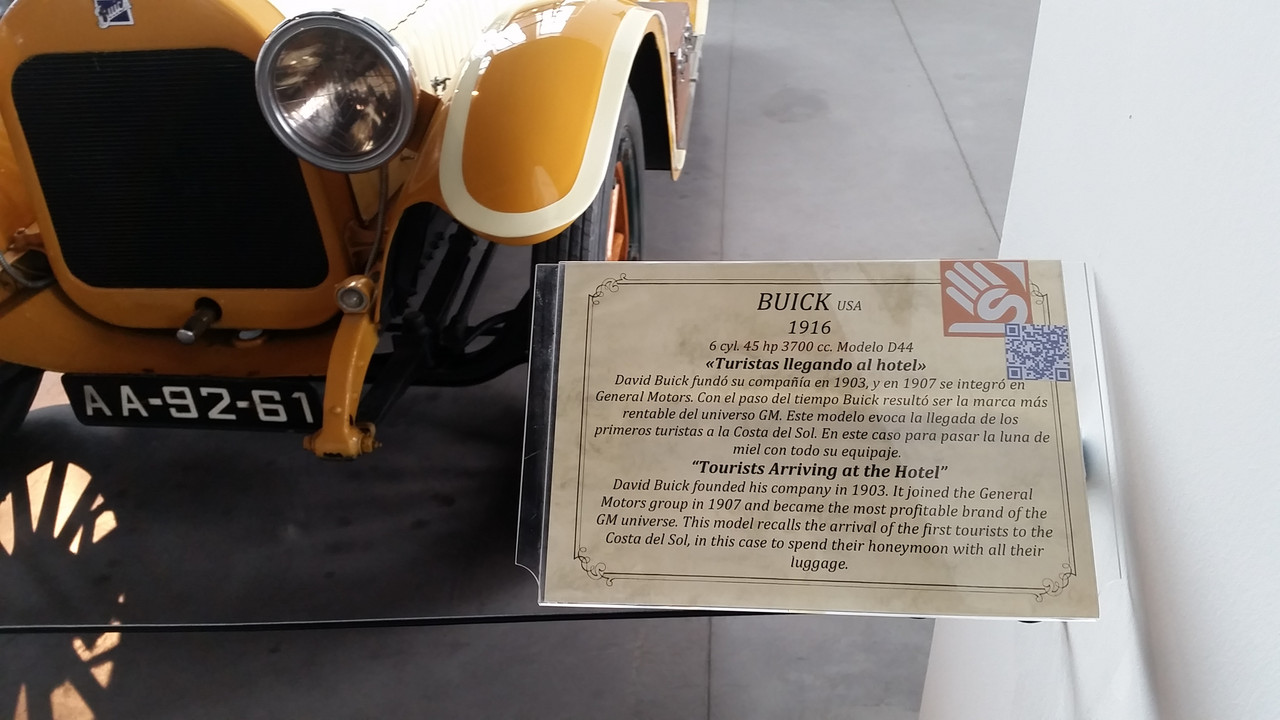 Buick
AA-92-61
BUICK USA
1916
6 cyl. 45 hp 3700 cc. Modelo D44
«Turistas llegando al hotel»
David Buick fundó su compañía en 1903, y en 1907 se integró en
General Motors. Con el paso del tiempo Buick resultó ser la marca más
rentable del universo GM. Este modelo evoca la llegada de los
primeros turistas a la Costa del Sol. En este caso para pasar la luna de
miel con todo su equipaje.
“Tourists Arriving at the Hotel”
David Buick founded his company in 1903. It joined the General
Motors group in 1907 and became the most profitable brand of the
GM universe. This model recalls the arrival of the first tourists to the
Costa del Sol, in this case to spend their honeymoon with all their
luggage.